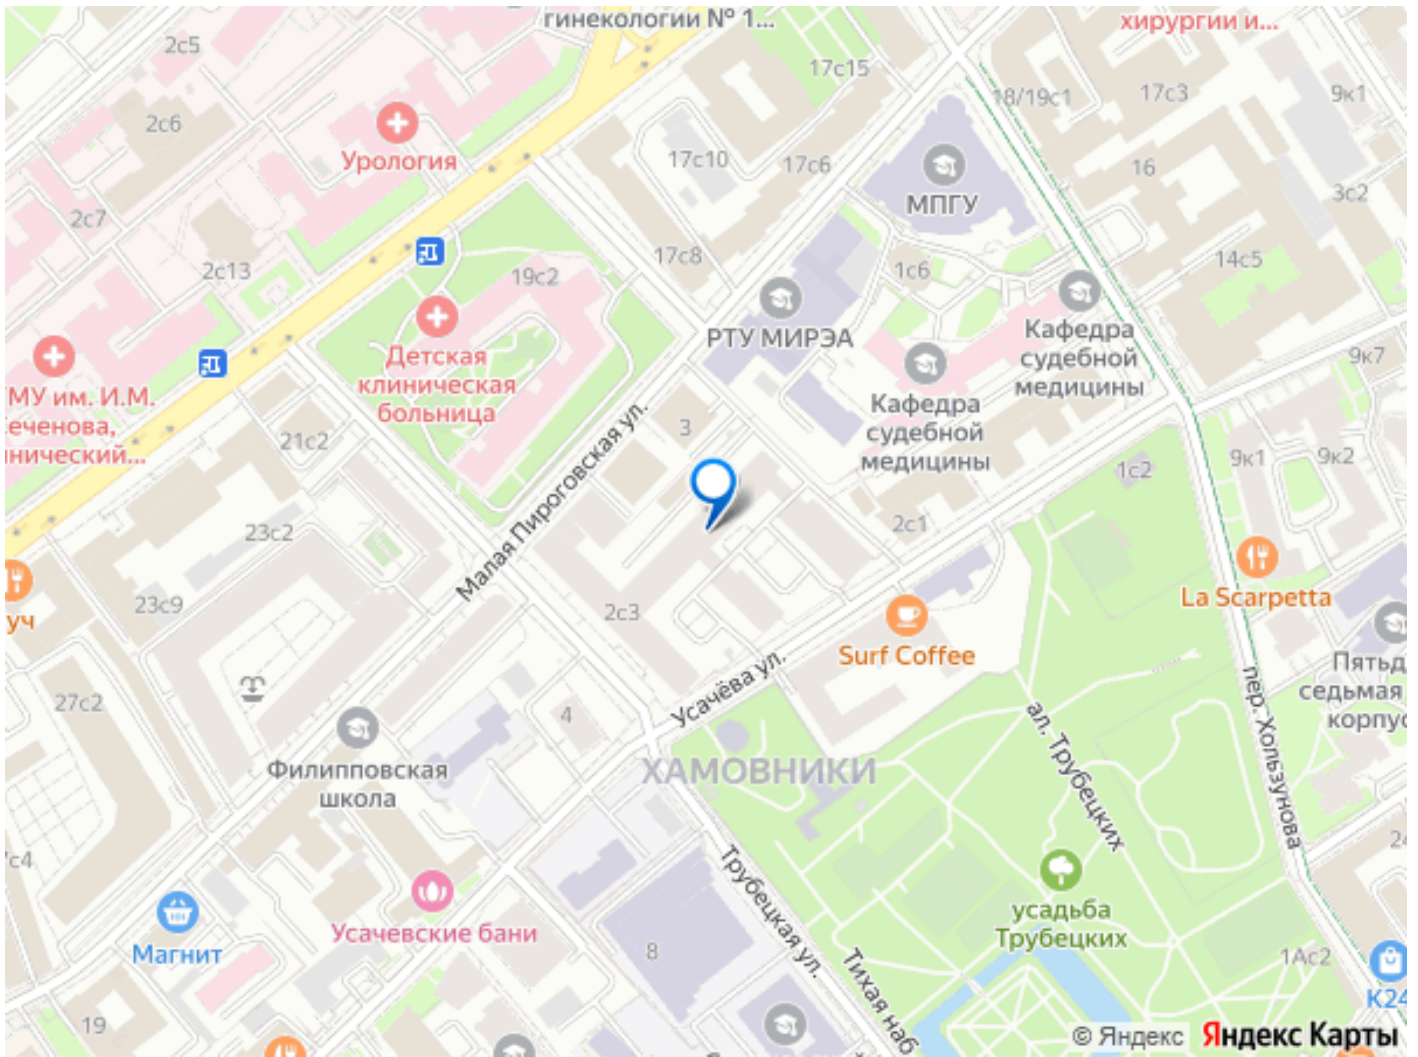 гинекологии № 1...
хирургии и...
2с5
17с15
18/19с1
17с3
9к1
2с6
Урология
17с10
17с6
16
МПГУ
3с2
2с7
2с13
19с2
17с8
1с6
14с5
РТУ МИРЭА
Кафедра
судебной
медицины
Детская
клиническая
больница
9к7
МУ им. И.М.
еченова,
нический...
21с2
3
Кафедра
судебной
медицины
Малая Пироговская ул.
1с2
9к1
9к2
23с2
2с1
23с9
уч
2с3
La Scarpetta
Surf Coffee
Усачёва ул.
пер. Хользунова
Пятьд
седьмая
корпус
27с2
4
ал. Трубецких
Филипповская
школа
ХАМОВНИКИ
с4
24
Трубецкая ул.
Усачевские бани
Магнит
усадьба
Трубецких
8
Тихая наб
1Ас2
К24
19
© Яндекс Яндекс Карты